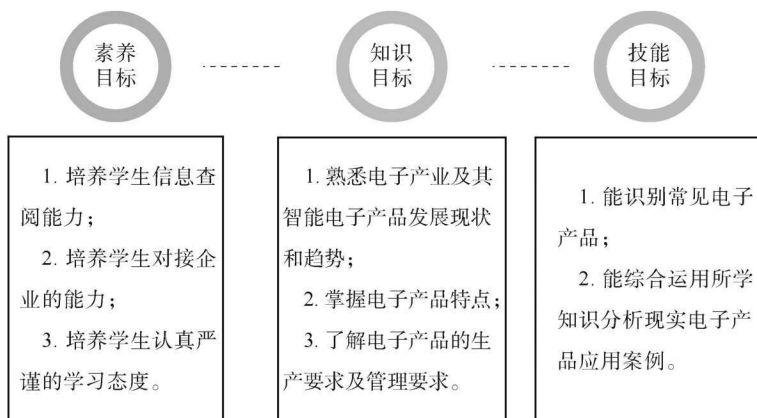 素养
目标
知识
目标
技能
目标
1. 培养学生信息查
阅能力；
2. 培养学生对接企
业的能力；
3. 培养学生认真严
谨的学习态度。
1. 熟悉电子产业及其
智能电子产品发展现状
和趋势；
2. 掌握电子产品特点；
3. 了解电子产品的生
产要求及管理要求。
1. 能识别常见电子
产品；
2. 能综合运用所学
知识分析现实电子产
品应用案例。